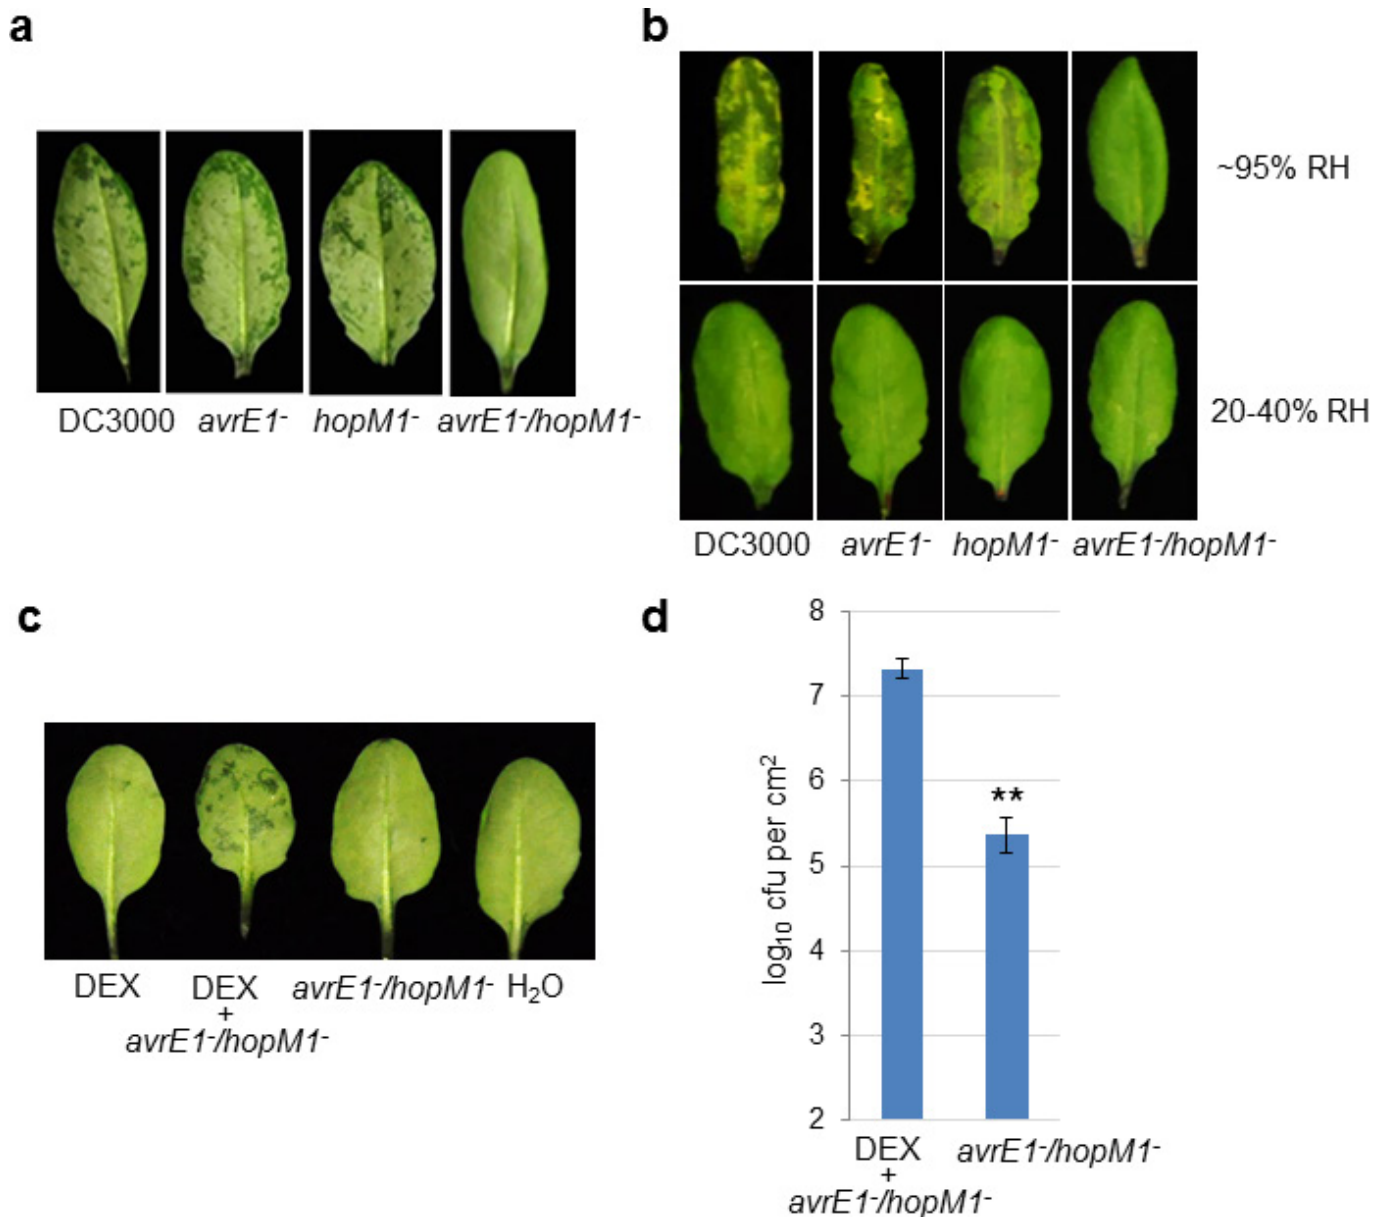 a
DC3000 avrE1- hopM1- avrE1-/hopM1-
b
~95% RH
20-40% RH
DC3000 avrE1- hopM1- avrE1-/hopM1-
c
DEX DEX + avrE1-/hopM1- avrE1-/hopM1- H2O
d
log10 cfu per cm2
8
7
6
5
4
3
2
**
DEX + avrE1-/hopM1- avrE1-/hopM1-